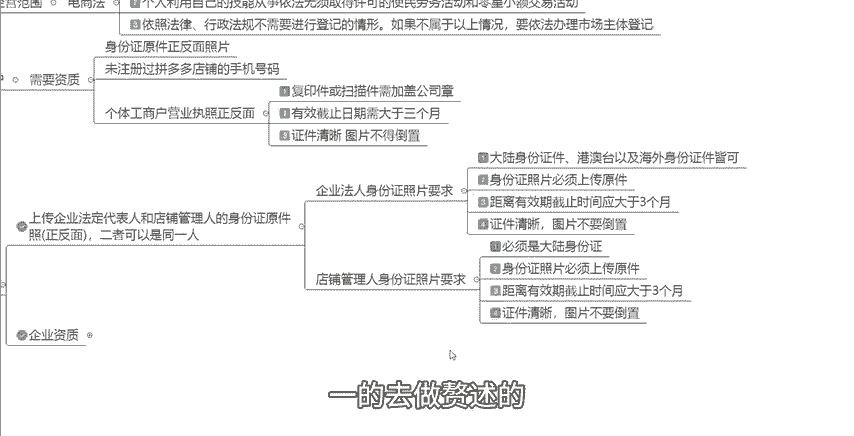 经营范围
电商法
2 个人利用自己的技能从事依法无须取得许可的便民劳务活动和零星小额交易活动
3 依照法律、行政法规不需要进行登记的情形。如果不属于以上情况，要依法办理市场主体登记
需要资质
身份证原件正反面照片
未注册过拼多多店铺的手机号码
个体工商户营业执照正反面
1 复印件或扫描件需加盖公司章
2 有效截止日期需大于三个月
3 证件清晰 图片不得倒置
上传企业法定代表人和店铺管理人的身份证原件
照(正反面)，二者可以是同一人
企业法人身份证照片要求
1 大陆身份证件、港澳台以及海外身份证件皆可
2 身份证照片必须上传原件
3 距离有效期截止时间应大于3个月
4 证件清晰，图片不要倒置
店铺管理人身份证照片要求
1 必须是大陆身份证
2 身份证照片必须上传原件
3 距离有效期截止时间应大于3个月
4 证件清晰，图片不要倒置
企业资质
一的去做赘述的